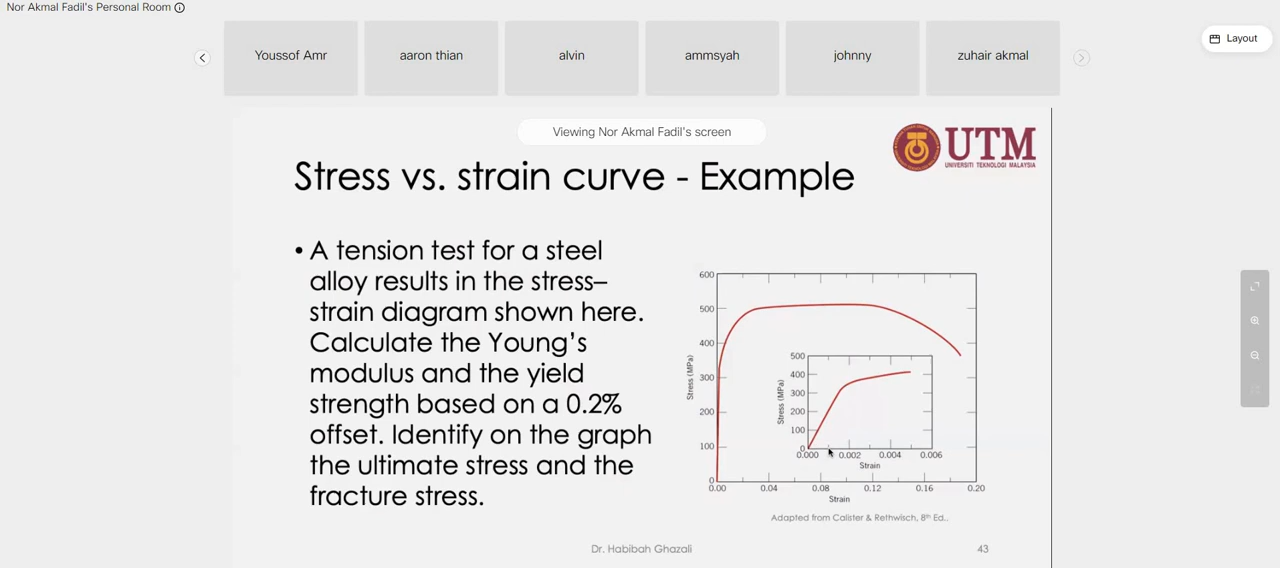 Nor Akmal Fadil's Personal Room
Layout
Youssof Amr
aaron thian
alvin
ammsyah
johnny
zuhair akmal
Viewing Nor Akmal Fadil's screen
UTM
UNIVERSITI TEKNOLOGI MALAYSIA
Stress vs. strain curve - Example
• A tension test for a steel
alloy results in the stress–
strain diagram shown here.
Calculate the Young's
modulus and the yield
strength based on a 0.2%
offset. Identify on the graph
the ultimate stress and the
fracture stress.
600
500
400
300
200
100
0
Stress (MPa)
0.00 0.04 0.08 0.12 0.16 0.20
Strain
500
400
300
200
100
0
Stress (MPa)
0.000 0.002 0.004 0.006
Strain
Adapted from Calister & Rethwisch, 8th Ed..
Dr. Habibah Ghazali
43